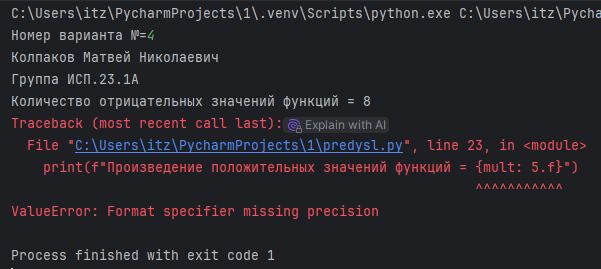 C:\Users\itz\PycharmProjects\1\.venv\Scripts\python.exe C:\Users\itz\Pycha
Номер варианта №=4
Колпаков Матвей Николаевич
Группа ИСП.23.1А
Количество отрицательных значений функций = 8
Traceback (most recent call last): Explain with AI
  File "C:\Users\itz\PycharmProjects\1\predysl.py", line 23, in <module>
    print(f"Произведение положительных значений функций = {mult: 5.f}")
                                                          ^^^^^^^^^^^
ValueError: Format specifier missing precision
Process finished with exit code 1